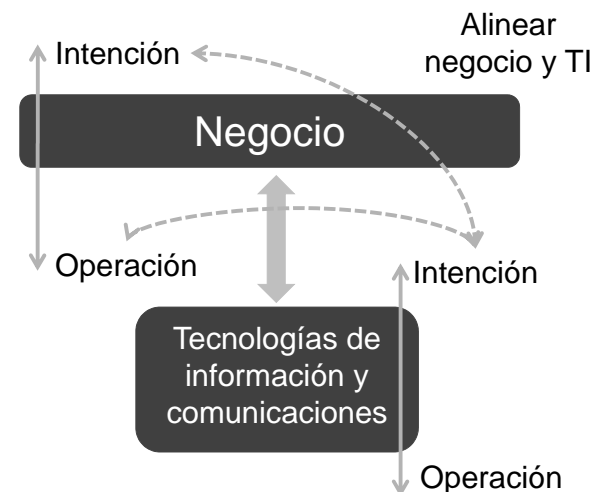 Alinear
negocio y TI
Intención
Negocio
Operación
Intención
Tecnologías de
información y
comunicaciones
Operación